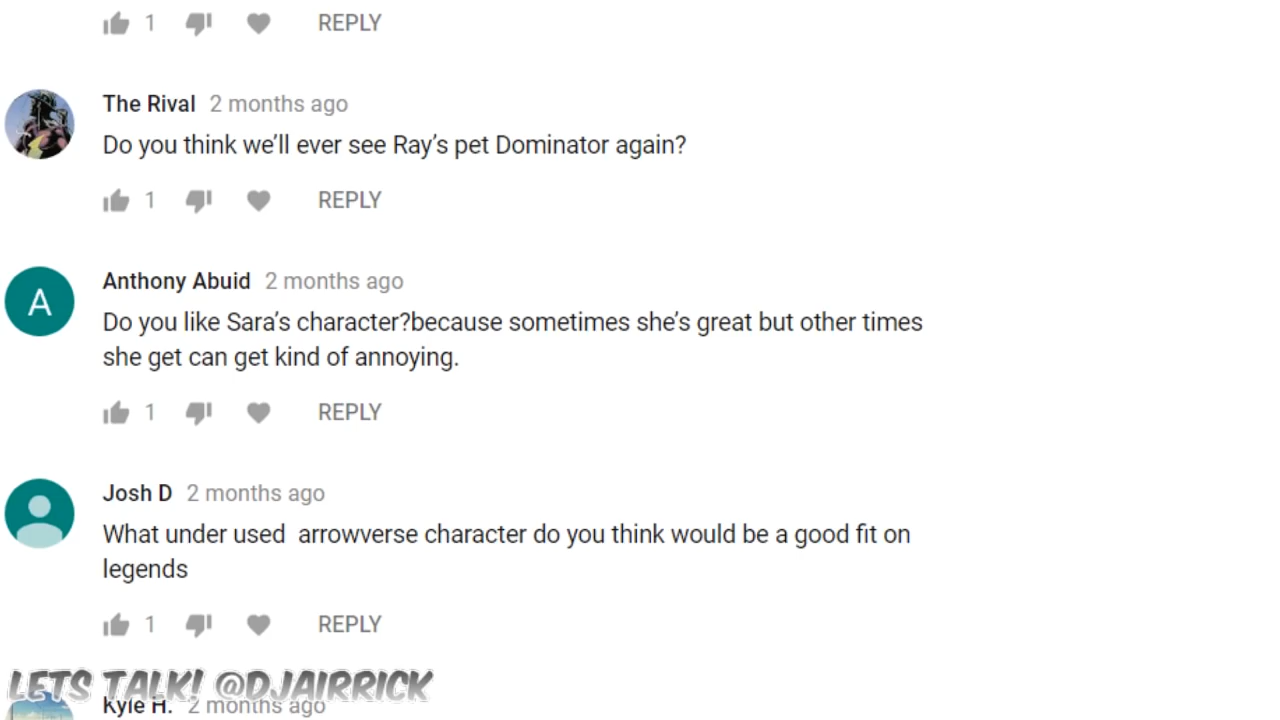 1 REPLY
The Rival 2 months ago
Do you think we'll ever see Ray's pet Dominator again?
1 REPLY
A
Anthony Abuid 2 months ago
Do you like Sara's character?because sometimes she's great but other times
she get can get kind of annoying.
1 REPLY
Josh D 2 months ago
What under used  arrowverse character do you think would be a good fit on
legends
1 REPLY
LETS TALK! @DJAIRRICK
Kyle H. 2 months ago